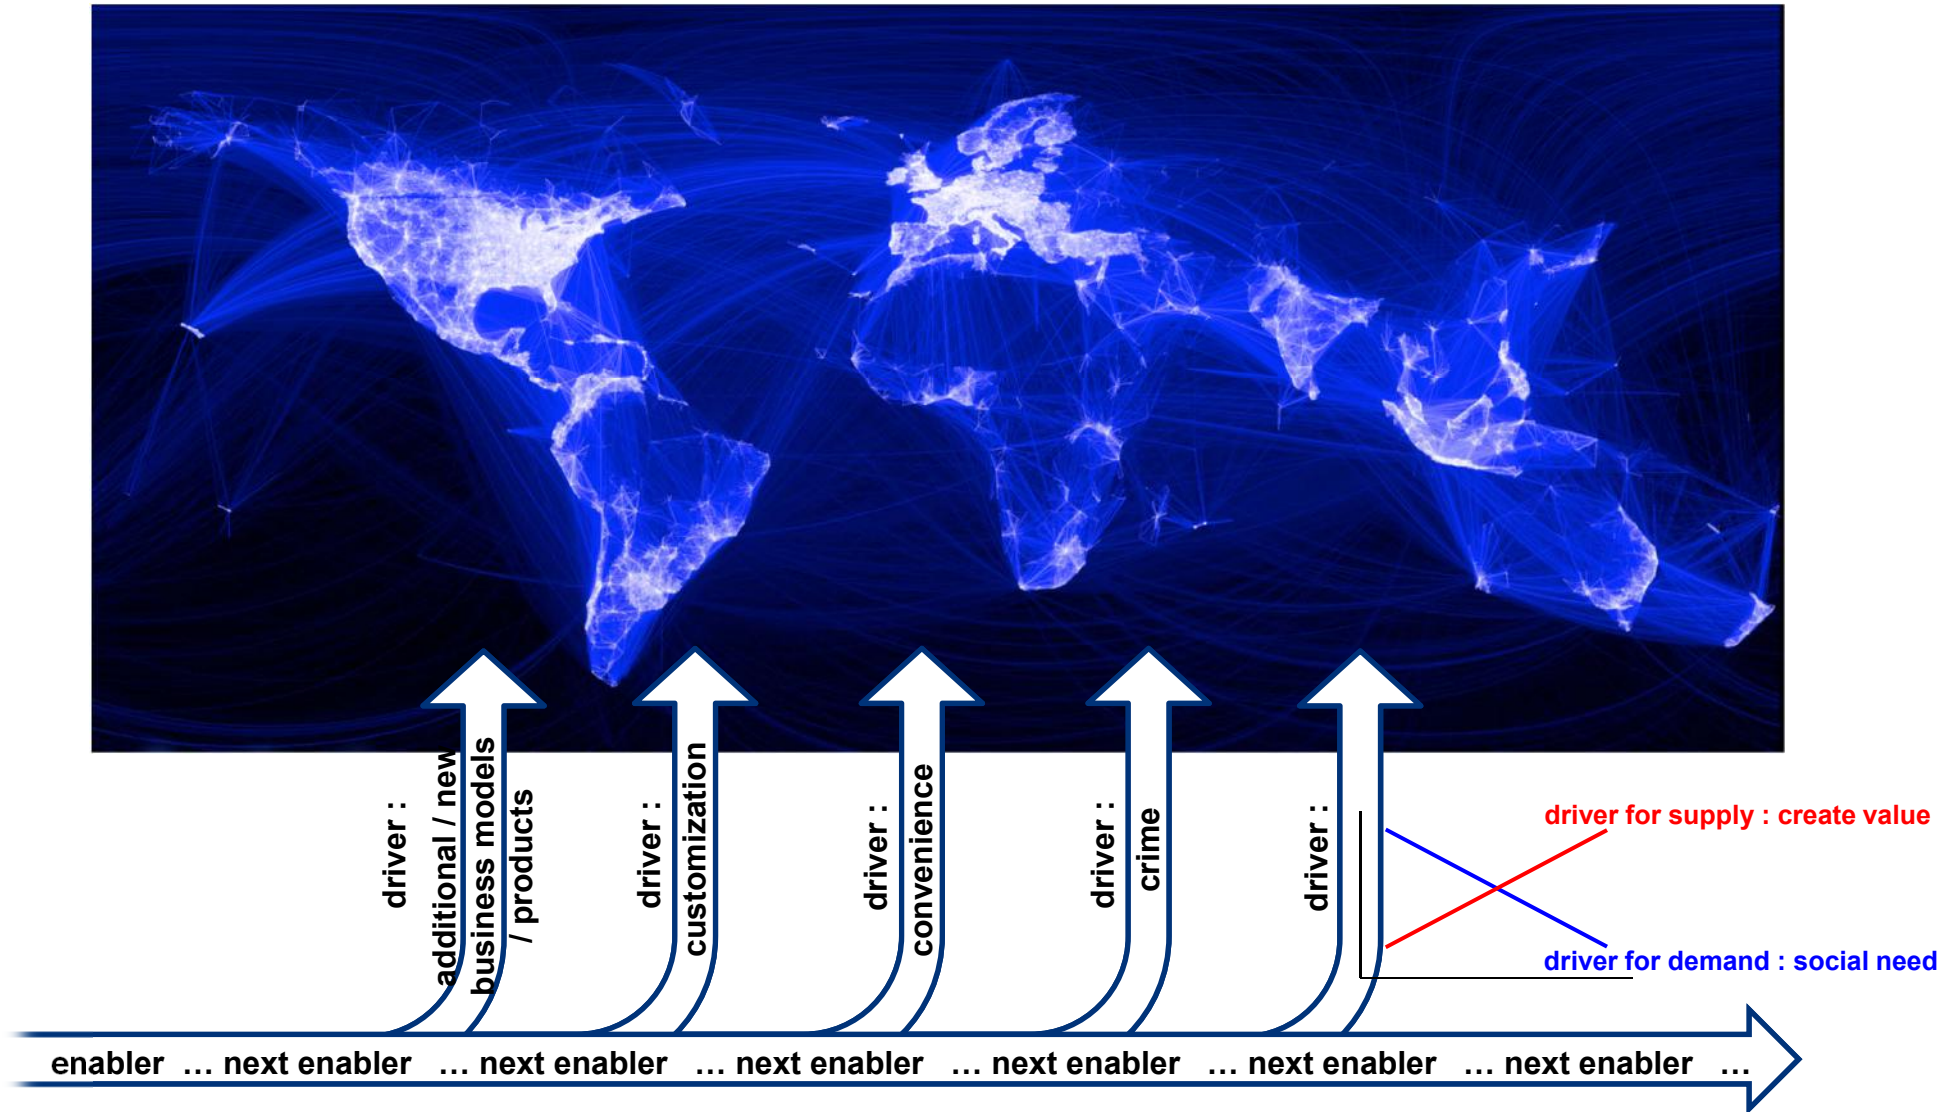 driver :
additional / new
business models
/ products
driver :
customization
driver :
convenience
driver :
crime
driver :
driver for supply : create value
driver for demand : social need
enabler … next enabler … next enabler … next enabler … next enabler … next enabler … next enabler …